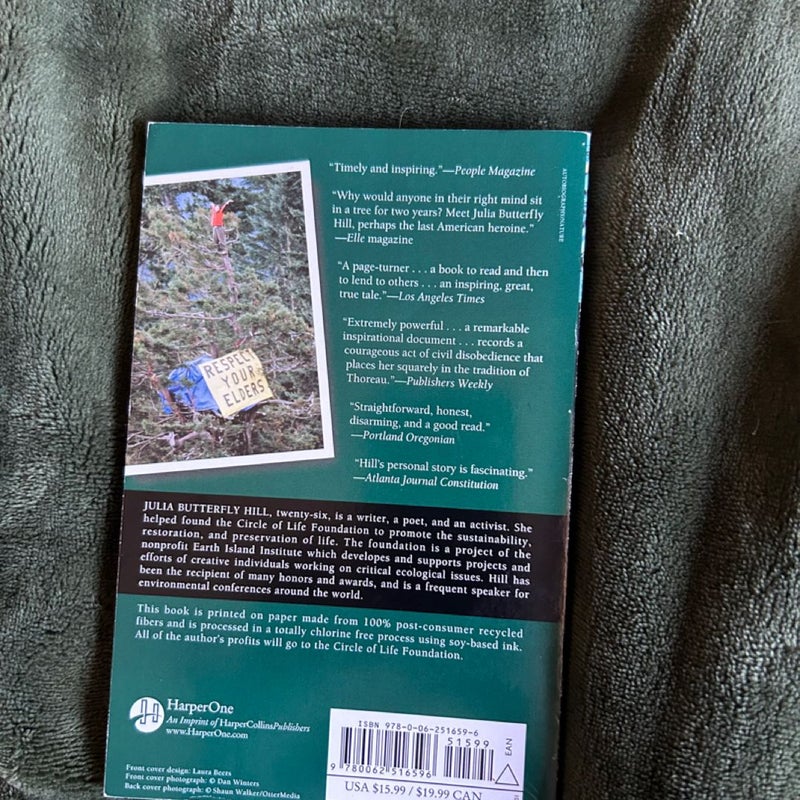 "Timely and inspiring."—People Magazine
"Why would anyone in their right mind sit
in a tree for two years? Meet Julia Butterfly
Hill, perhaps the last American heroine."
—Elle magazine
"A page-turner . . . a book to read and then
to lend to others . . . an inspiring, great,
true tale."—Los Angeles Times
"Extremely powerful . . . a remarkable
inspirational document . . . records a
courageous act of civil disobedience that
places her squarely in the tradition of
Thoreau."—Publishers Weekly
"Straightforward, honest,
disarming, and a good read."
—Portland Oregonian
"Hill's personal story is fascinating."
—Atlanta Journal Constitution
AUTOBIOGRAPHY/NATURE
RESPECT
YOUR
ELDERS
JULIA BUTTERFLY HILL, twenty-six, is a writer, a poet, and an activist. She
helped found the Circle of Life Foundation to promote the sustainability,
restoration, and preservation of life. The foundation is a project of the
nonprofit Earth Island Institute which developes and supports projects and
efforts of creative individuals working on critical ecological issues. Hill has
been the recipient of many honors and awards, and is a frequent speaker for
environmental conferences around the world.
This book is printed on paper made from 100% post-consumer recycled
fibers and is processed in a totally chlorine free process using soy-based ink.
All of the author's profits will go to the Circle of Life Foundation.
HarperOne
An Imprint of HarperCollinsPublishers
www.HarperOne.com
Front cover design: Laura Beers
Front cover photograph: © Dan Winters
Back cover photograph: © Shaun Walker/OtterMedia
ISBN 978-0-06-251659-6
51599
EAN
9 780062 516596
USA $15.99 / $19.99 CAN